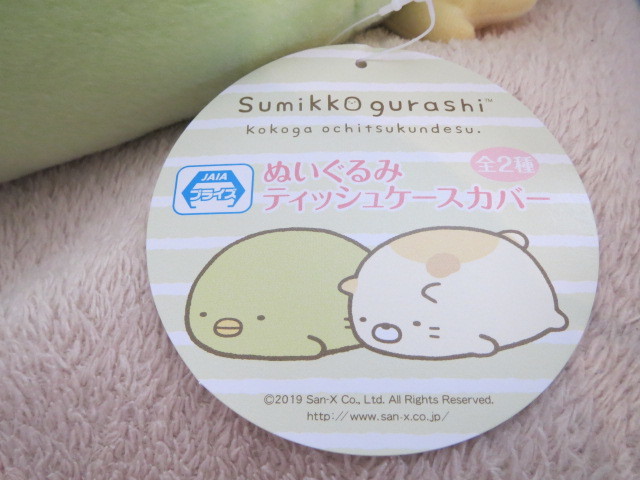 Sumikkogurashi™
kokoga ochitsukundesu.
JAIA
プライズ
ぬいぐるみ
全2種
ティッシュケースカバー
©2019 San-X Co., Ltd. All Rights Reserved.
http://www.san-x.co.jp/